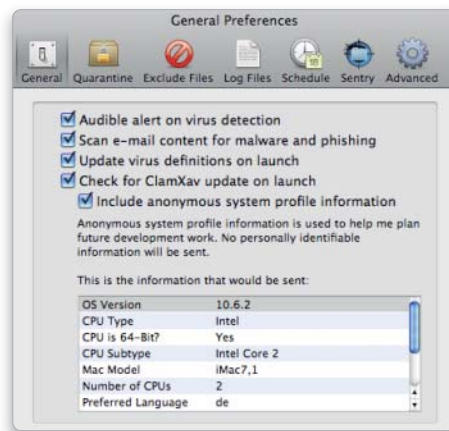 General Preferences
General Quarantine Exclude Files Log Files Schedule Sentry Advanced
Audible alert on virus detection
Scan e-mail content for malware and phishing
Update virus definitions on launch
Check for ClamXav update on launch
Include anonymous system profile information
Anonymous system profile information is used to help me plan
future development work. No personally identifiable
information will be sent.
This is the information that would be sent:
OS Version 10.6.2
CPU Type Intel
CPU is 64-Bit? Yes
CPU Subtype Intel Core 2
Mac Model iMac7,1
Number of CPUs 2
Preferred Language de